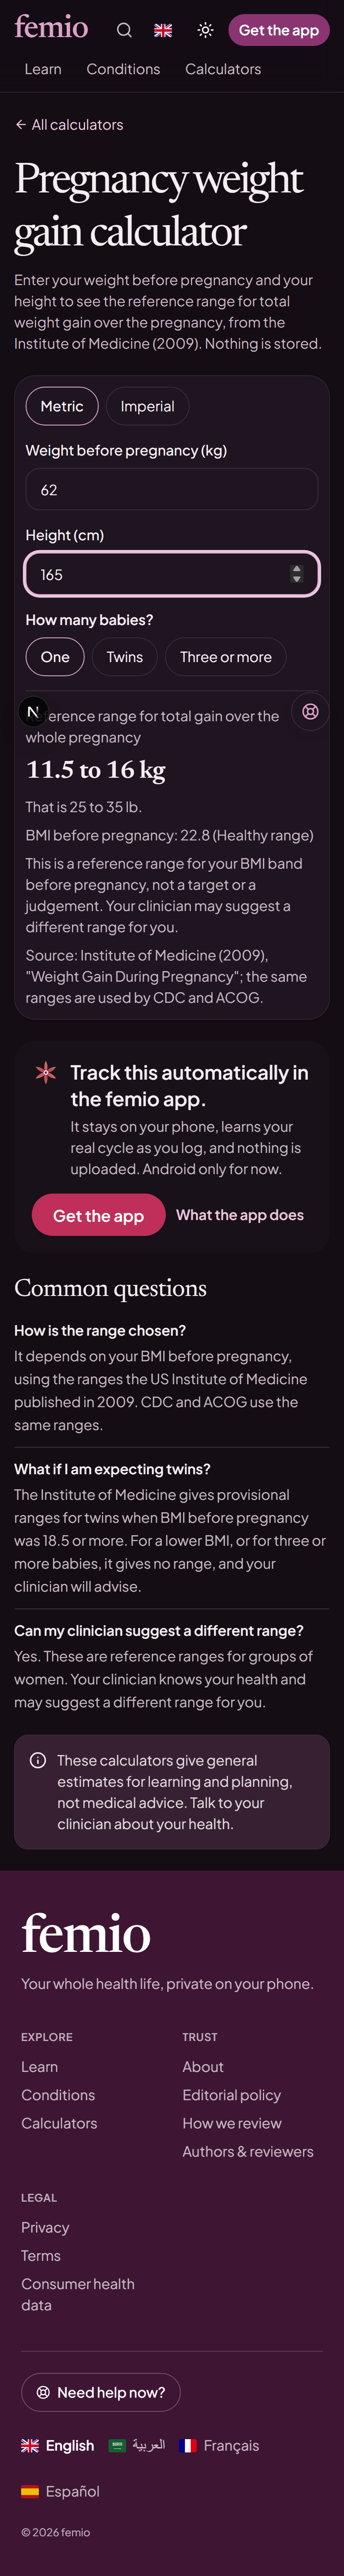 femio
Get the app
Learn Conditions Calculators
← All calculators
Pregnancy weight
gain calculator
Enter your weight before pregnancy and your
height to see the reference range for total
weight gain over the pregnancy, from the
Institute of Medicine (2009). Nothing is stored.
Metric Imperial
Weight before pregnancy (kg)
62
Height (cm)
165
How many babies?
One Twins Three or more
N
erence range for total gain over the
whole pregnancy
11.5 to 16 kg
That is 25 to 35 lb.
BMI before pregnancy: 22.8 (Healthy range)
This is a reference range for your BMI band
before pregnancy, not a target or a
judgement. Your clinician may suggest a
different range for you.
Source: Institute of Medicine (2009),
"Weight Gain During Pregnancy"; the same
ranges are used by CDC and ACOG.
Track this automatically in
the femio app.
It stays on your phone, learns your
real cycle as you log, and nothing is
uploaded. Android only for now.
Get the app What the app does
Common questions
How is the range chosen?
It depends on your BMI before pregnancy,
using the ranges the US Institute of Medicine
published in 2009. CDC and ACOG use the
same ranges.
What if I am expecting twins?
The Institute of Medicine gives provisional
ranges for twins when BMI before pregnancy
was 18.5 or more. For a lower BMI, or for three or
more babies, it gives no range, and your
clinician will advise.
Can my clinician suggest a different range?
Yes. These are reference ranges for groups of
women. Your clinician knows your health and
may suggest a different range for you.
These calculators give general
estimates for learning and planning,
not medical advice. Talk to your
clinician about your health.
femio
Your whole health life, private on your phone.
EXPLORE
Learn
Conditions
Calculators
TRUST
About
Editorial policy
How we review
Authors & reviewers
LEGAL
Privacy
Terms
Consumer health
data
Need help now?
English العربية Français
Español
© 2026 femio